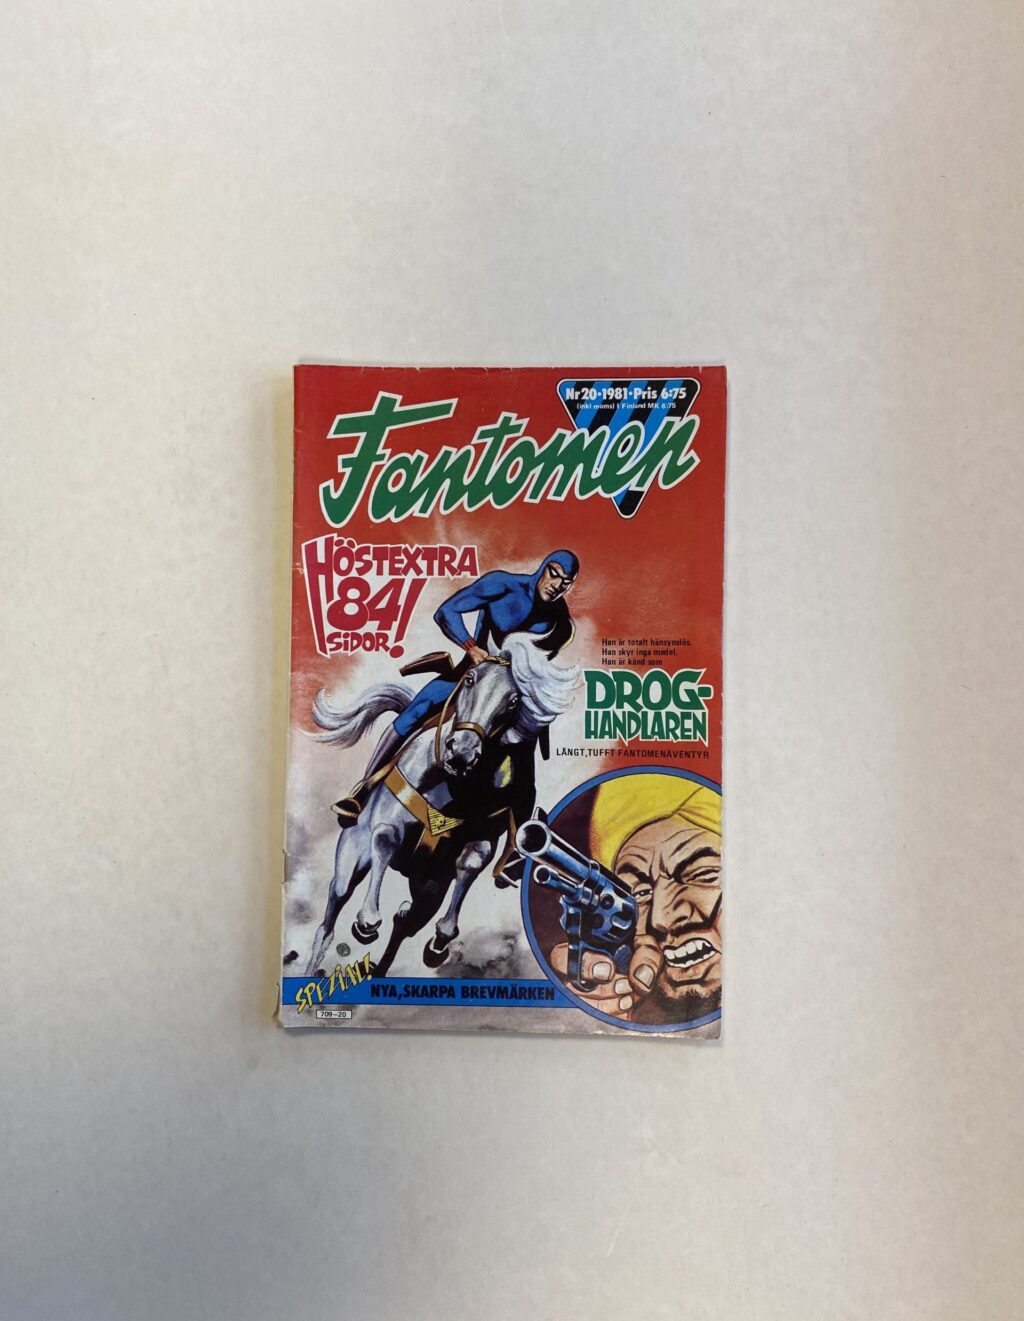 Nr 20•1981•Pris 6:75
(inkl moms) I Finland MK 6:75
Fantomen
HÖSTEXTRA
84
SiDOR!
Han är totalt hänsynslös.
Han skyr inga medel.
Han är känd som
DROG-
HANDLAREN
LÅNGT, TUFFT FANTOMENÄVENTYR
SPEZIAL!
NYA, SKARPA BREVMÄRKEN
709-20